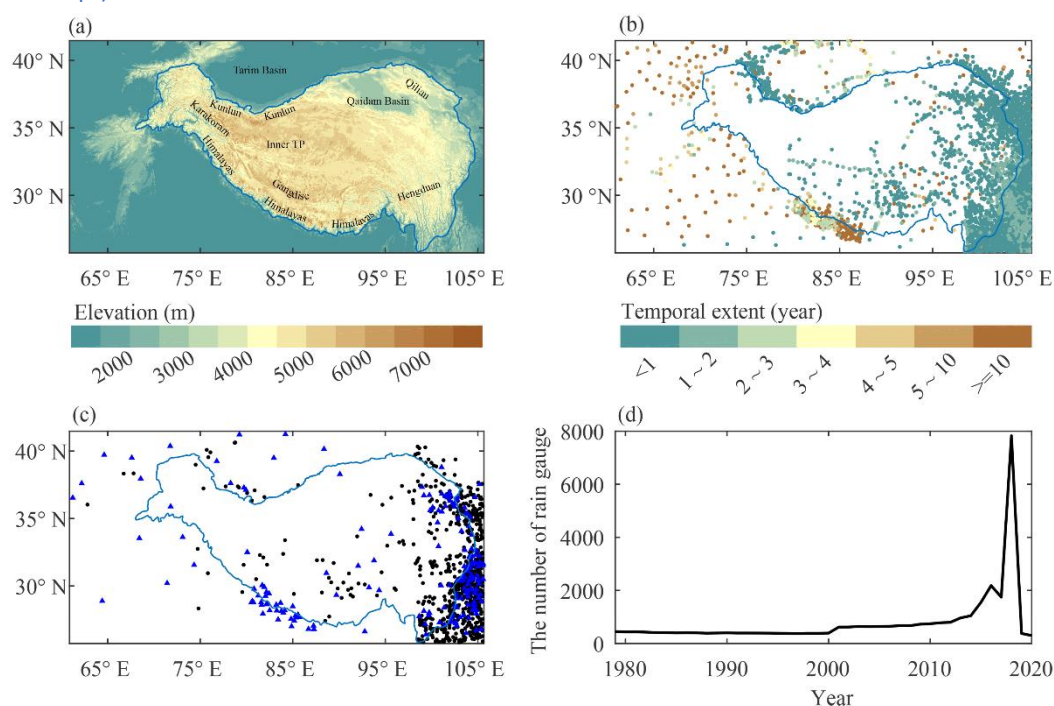 (a)
40° N
35° N
30° N
Tarim Basin
Qilian
Qaidam Basin
Kunlun
Kunlun
Karakoram
Inner TP
Himalayas
Gangdise
Hengduan
Himalayas
Himalayas
65° E
75° E
85° E
95° E
105° E
Elevation (m)
2000
3000
4000
5000
6000
7000
(b)
40° N
35° N
30° N
65° E
75° E
85° E
95° E
105° E
Temporal extent (year)
<1
1 ~ 2
2 ~ 3
3 ~ 4
4 ~ 5
5 ~ 10
>=10
(c)
40° N
35° N
30° N
65° E
75° E
85° E
95° E
105° E
(d)
The number of rain gauge
8000
6000
4000
2000
0
1980
1990
2000
2010
2020
Year